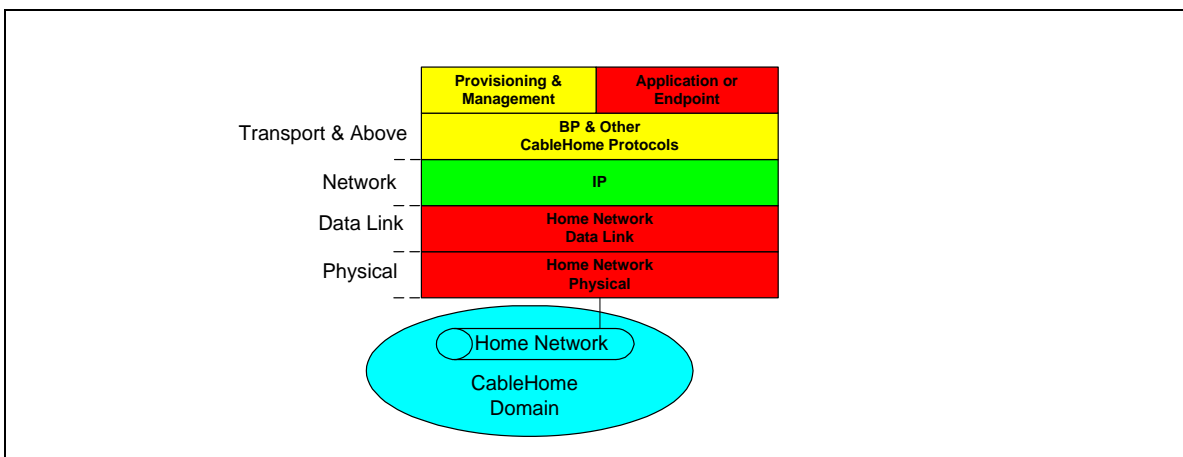 Provisioning &
Management
Application or
Endpoint
Transport & Above
BP & Other
CableHome Protocols
Network
IP
Data Link
Home Network
Data Link
Physical
Home Network
Physical
Home Network
CableHome
Domain